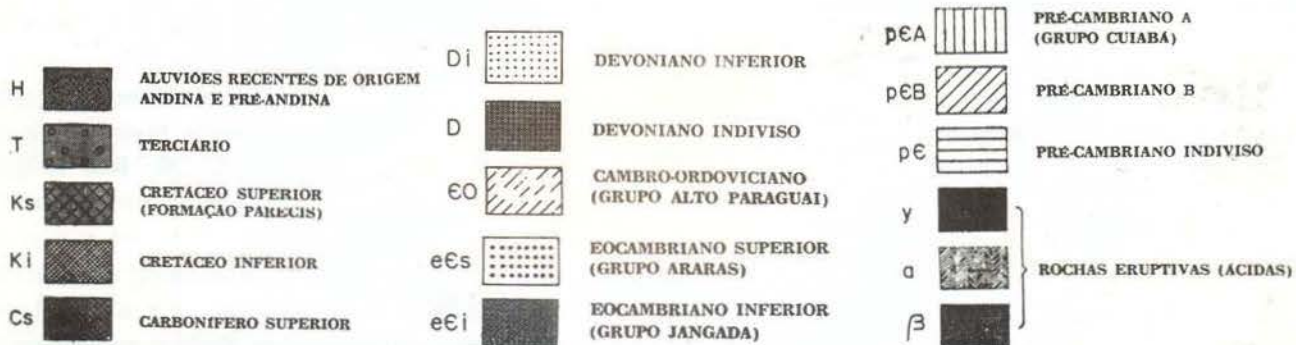 H ALUVIÕES RECENTES DE ORIGEM
ANDINA E PRÉ-ANDINA
T TERCIÁRIO
Ks CRETÁCEO SUPERIOR
(FORMAÇÃO PARECIS)
Ki CRETÁCEO INFERIOR
Cs CARBONÍFERO SUPERIOR
Di DEVONIANO INFERIOR
D DEVONIANO INDIVISO
ЄO CAMBRO-ORDOVICIANO
(GRUPO ALTO PARAGUAI)
eЄs EOCAMBRIANO SUPERIOR
(GRUPO ARARAS)
eЄi EOCAMBRIANO INFERIOR
(GRUPO JANGADA)
pЄA PRÉ-CAMBRIANO A
(GRUPO CUIABÁ)
pЄB PRÉ-CAMBRIANO B
pЄ PRÉ-CAMBRIANO INDIVISO
y
a ROCHAS ERUPTIVAS (ÁCIDAS)
β